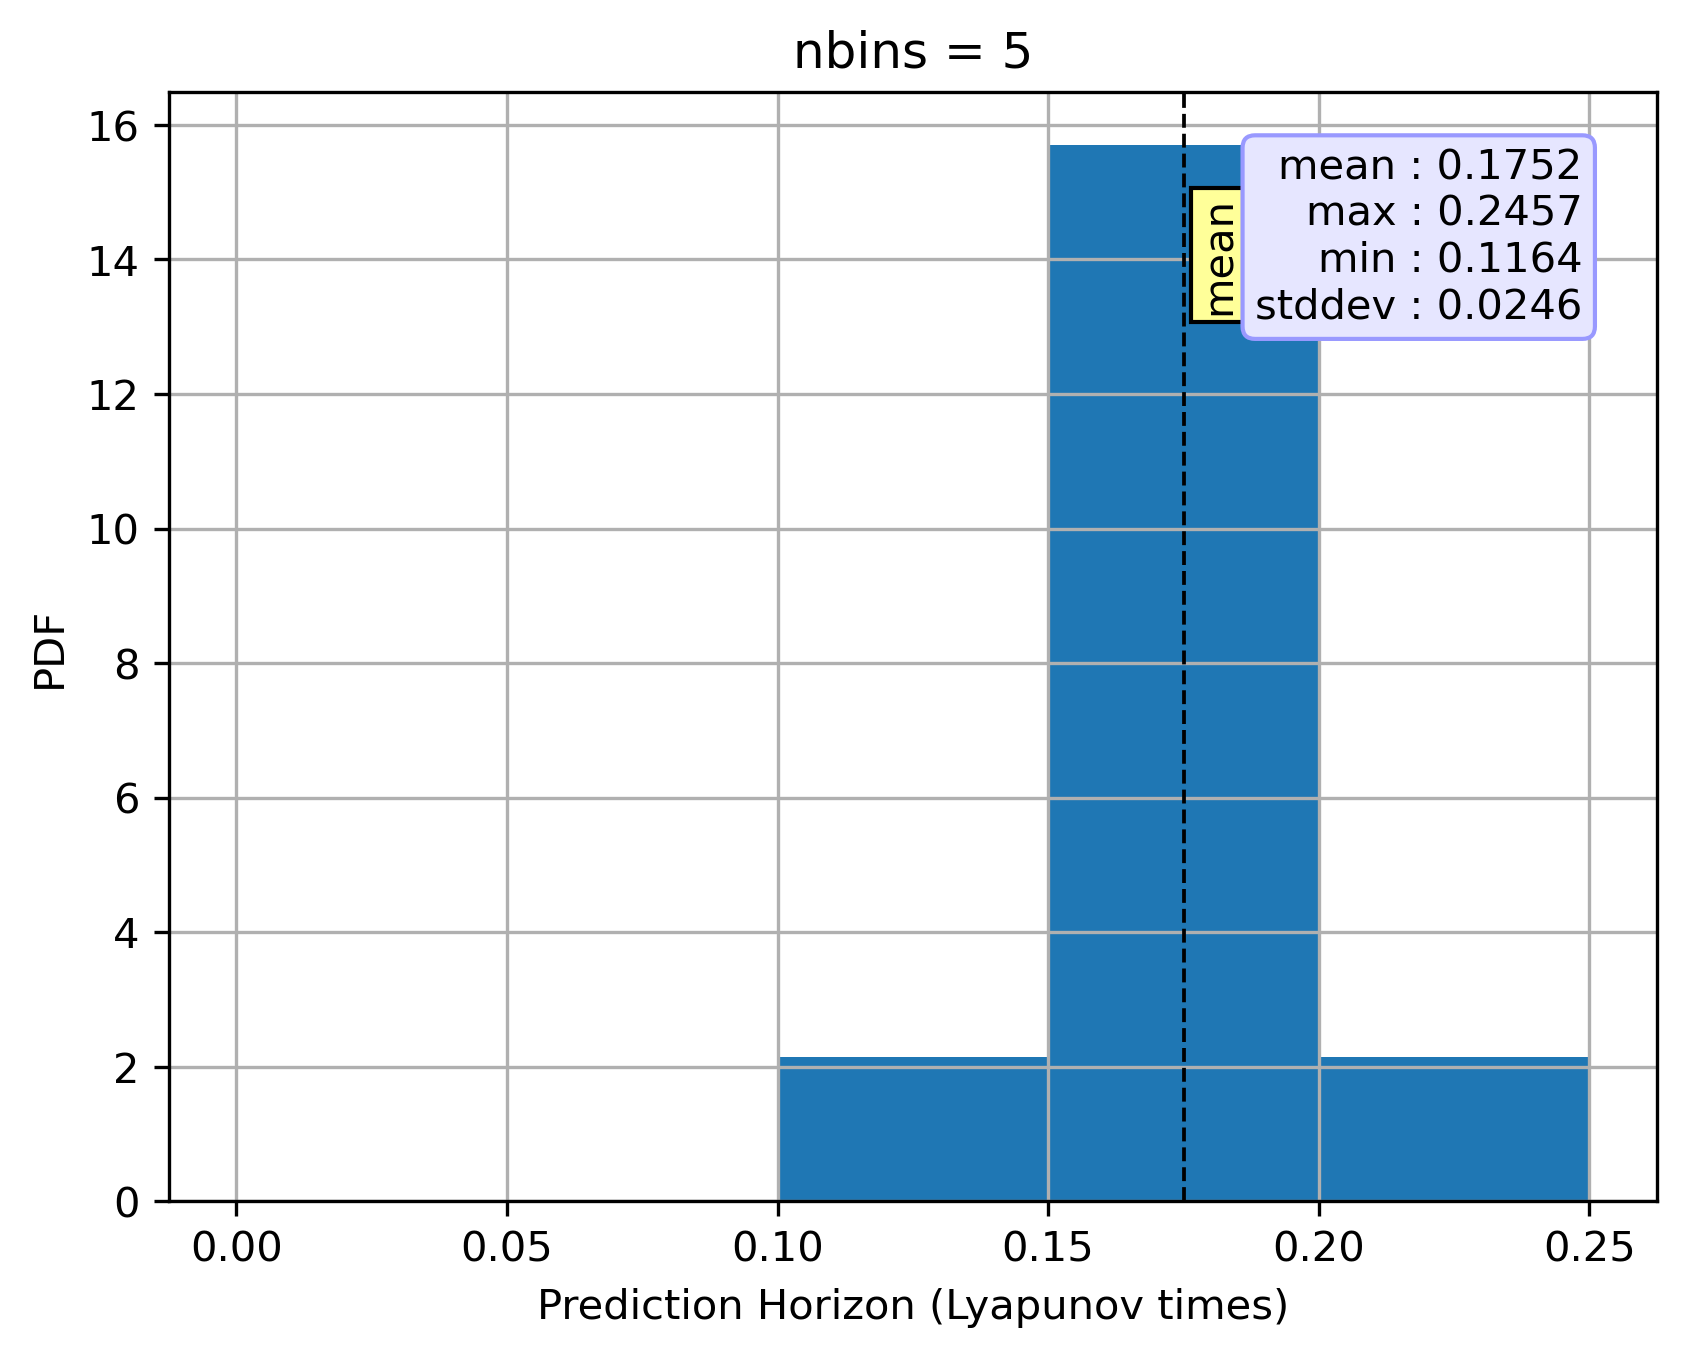 nbins = 5
16
14
12
10
8
6
4
2
0
PDF
mean
mean : 0.1752
max : 0.2457
min : 0.1164
stddev : 0.0246
0.00 0.05 0.10 0.15 0.20 0.25
Prediction Horizon (Lyapunov times)